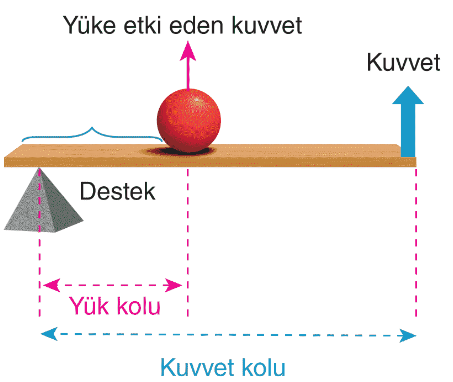 Yüke etki eden kuvvet
Kuvvet
Destek
Yük kolu
Kuvvet kolu